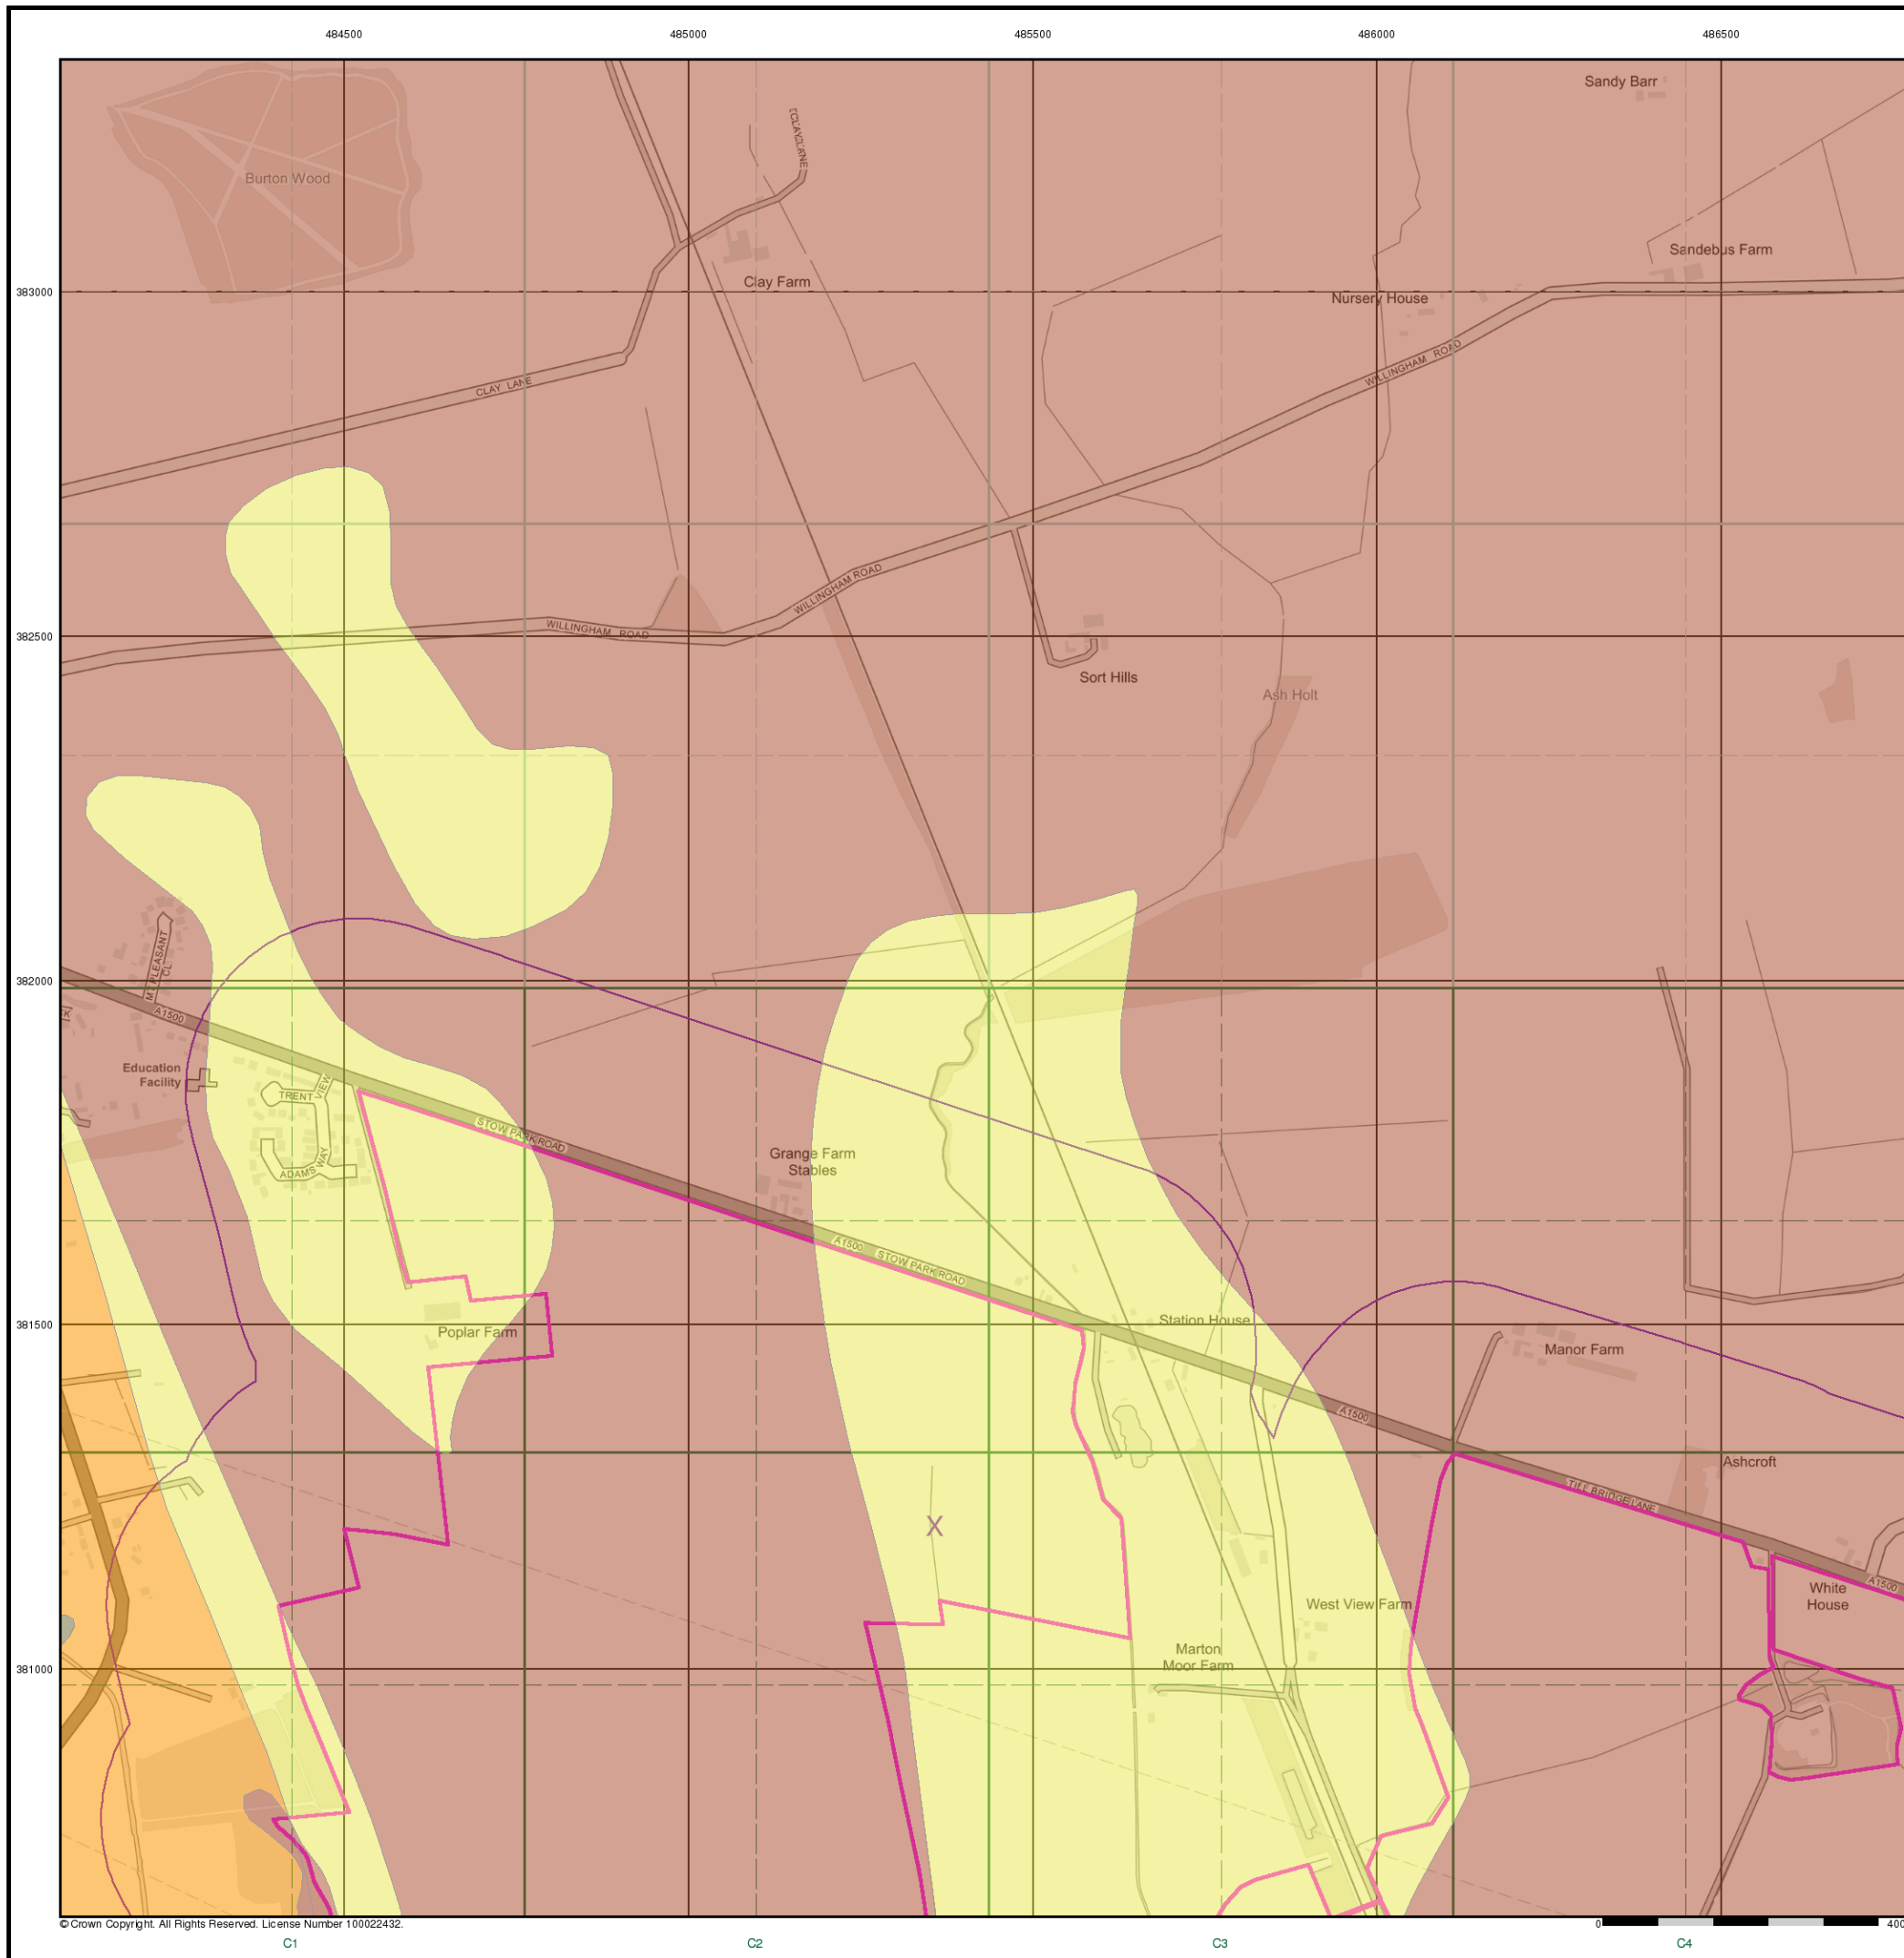 484500 485000 485500 486000 486500
Sandy Barr
CLAY LANE
Burton Wood
Sandebus Farm
Clay Farm
383000
Nursery House
WILLINGHAM ROAD
CLAY LANE
WILLINGHAM ROAD
WILLINGHAM ROAD
382500
Sort Hills
Ash Holt
MT PLEASANT
CL
382000
A1500
Education
Facility
TRENT VIEW
STOW PARK ROAD
ADAMS WAY
Grange Farm
Stables
A1500 STOW PARK ROAD
381500
Poplar Farm
Station House
Manor Farm
A1500
Ashcroft
TILL BRIDGE LANE
X
A1500
White
House
West View Farm
Marton
Moor Farm
381000
© Crown Copyright. All Rights Reserved. License Number 100022432.
0 400
C1 C2 C3 C4